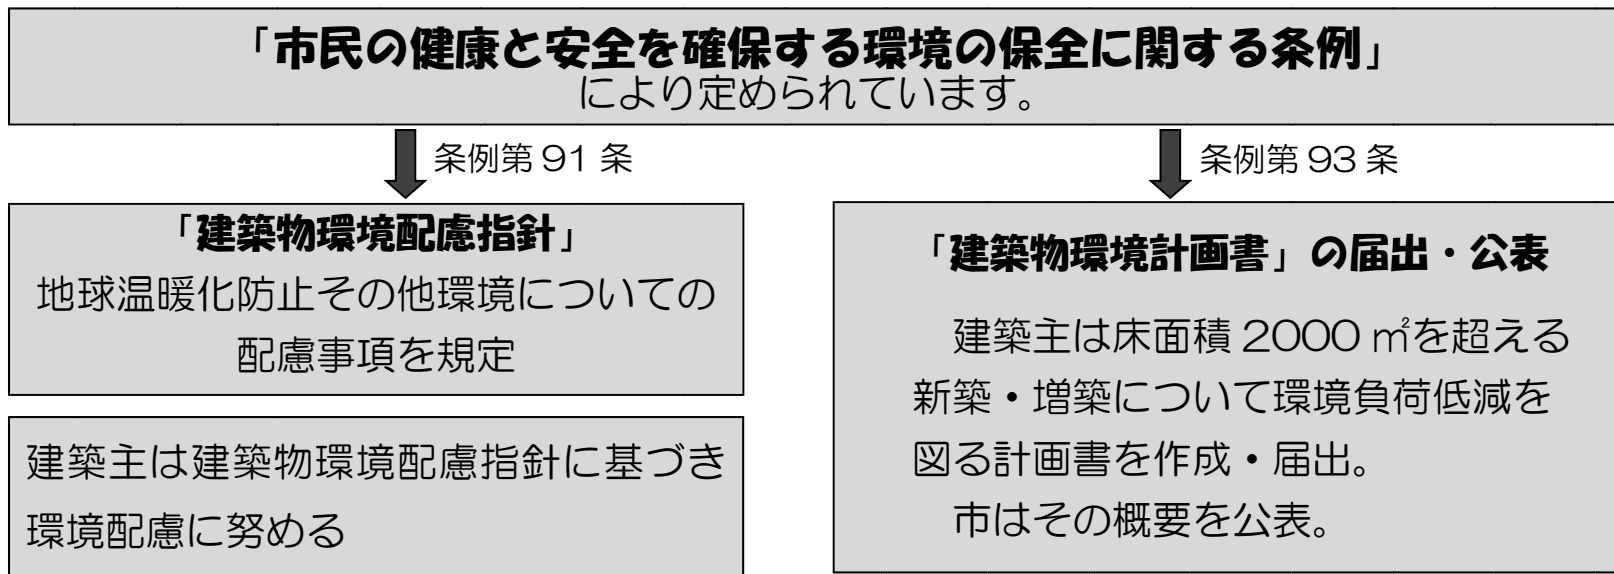 「市民の健康と安全を確保する環境の保全に関する条例」
により定められています。
条例第 91 条
条例第 93 条
「建築物環境配慮指針」
地球温暖化防止その他環境についての
配慮事項を規定
建築主は建築物環境配慮指針に基づき
環境配慮に努める
「建築物環境計画書」の届出・公表
建築主は床面積 2000 ㎡を超える
新築・増築について環境負荷低減を
図る計画書を作成・届出。
市はその概要を公表。